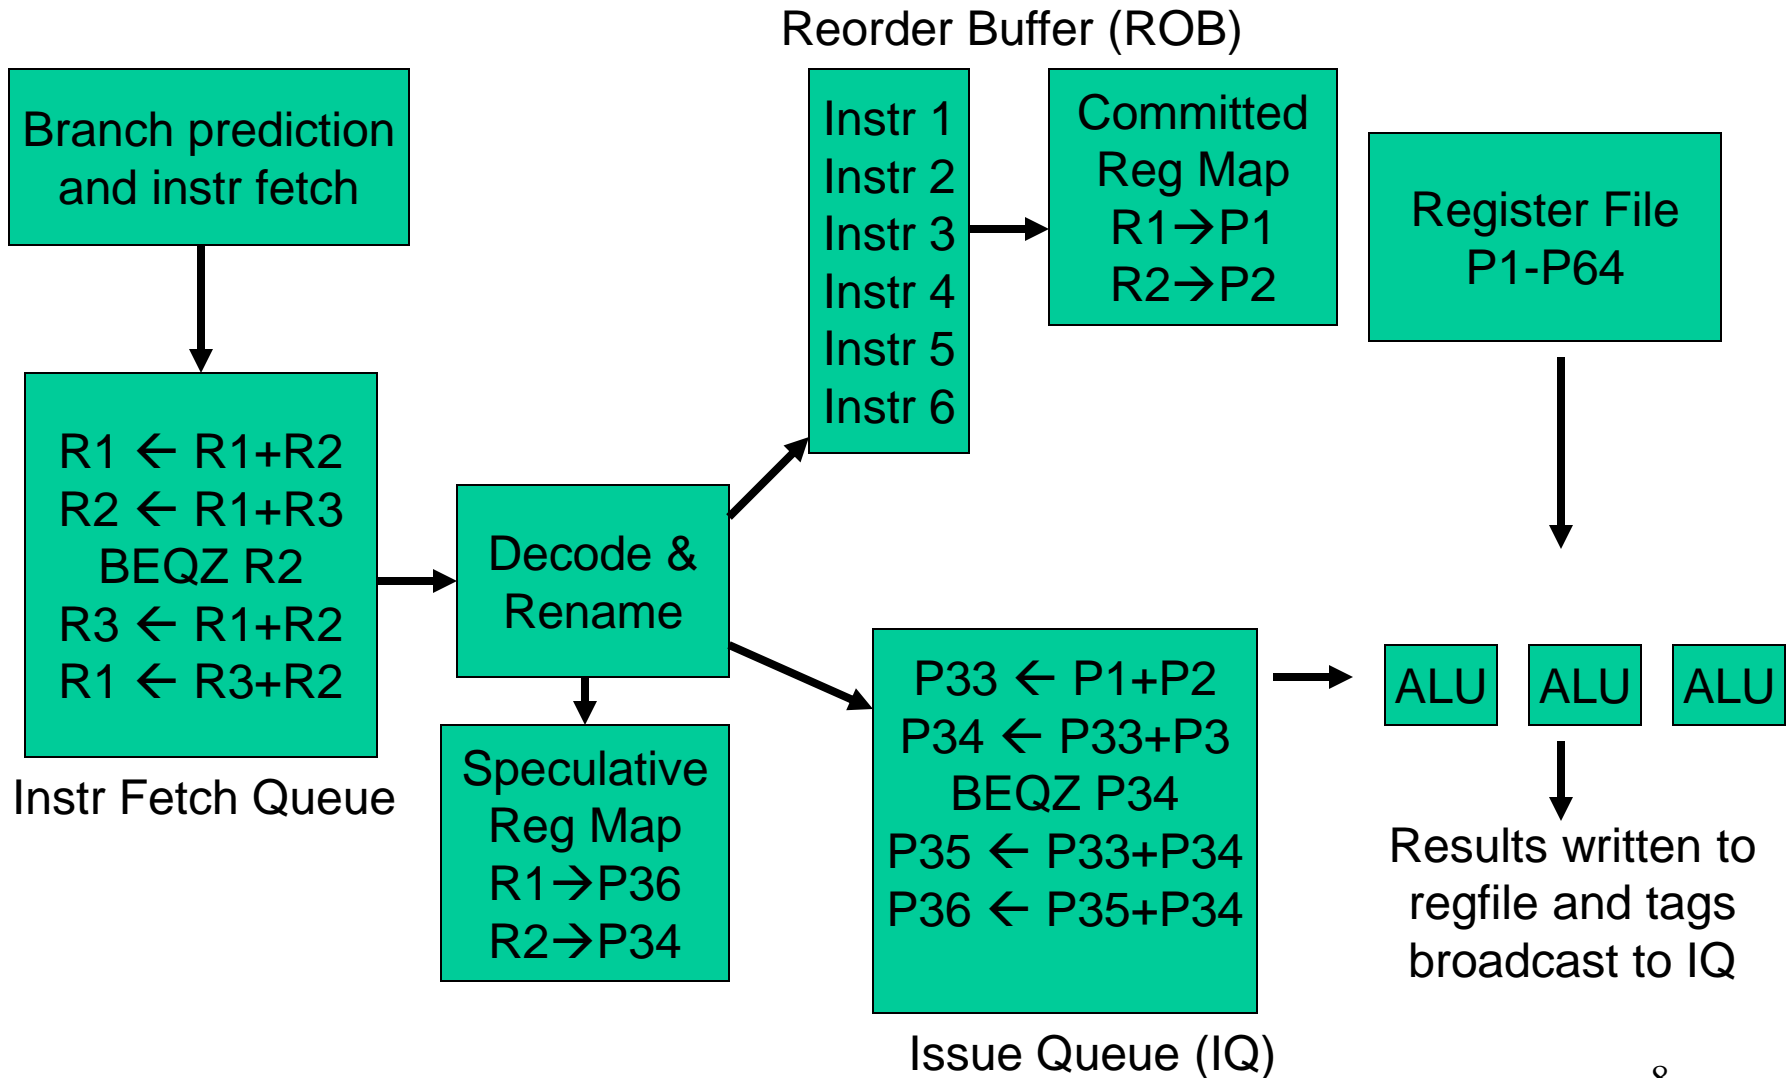 Reorder Buffer (ROB)
Branch prediction
and instr fetch
Instr 1
Instr 2
Instr 3
Instr 4
Instr 5
Instr 6
Committed
Reg Map
R1→P1
R2→P2
Register File
P1-P64
R1 ← R1+R2
R2 ← R1+R3
BEQZ R2
R3 ← R1+R2
R1 ← R3+R2
Instr Fetch Queue
Decode &
Rename
Speculative
Reg Map
R1→P36
R2→P34
P33 ← P1+P2
P34 ← P33+P3
BEQZ P34
P35 ← P33+P34
P36 ← P35+P34
Issue Queue (IQ)
ALU
ALU
ALU
Results written to
regfile and tags
broadcast to IQ
8